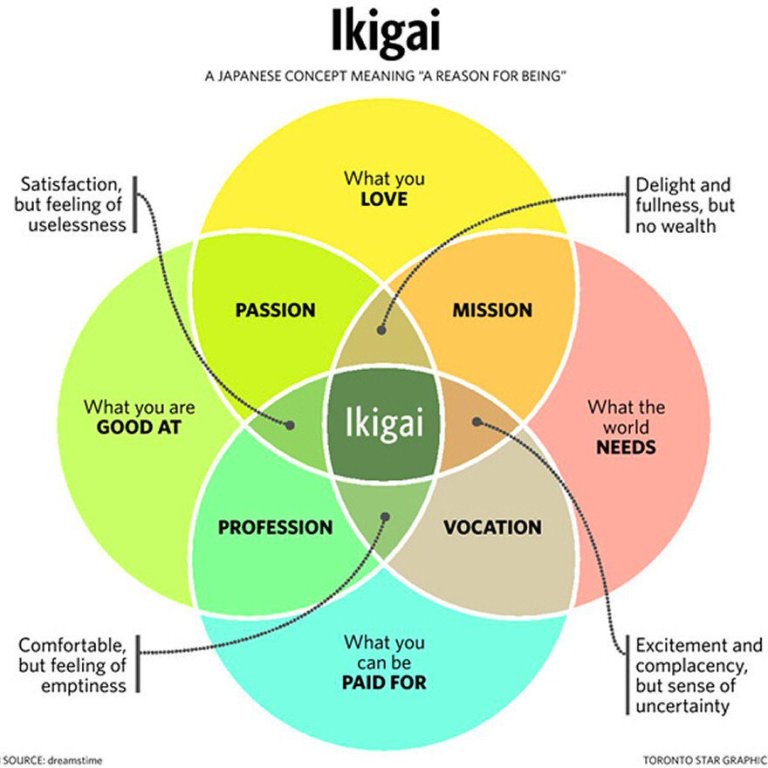 Ikigai
A JAPANESE CONCEPT MEANING “A REASON FOR BEING”
Satisfaction,
but feeling of
uselessness
What you
LOVE
Delight and
fullness, but
no wealth
PASSION
MISSION
What you are
GOOD AT
Ikigai
What the
world
NEEDS
PROFESSION
VOCATION
Comfortable,
but feeling of
emptiness
What you
can be
PAID FOR
Excitement and
complacency,
but sense of
uncertainty
SOURCE: dreamstime
TORONTO STAR GRAPHIC